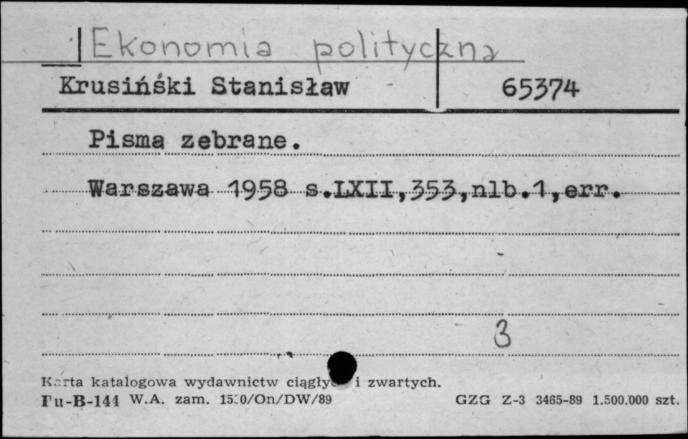 Ekonomia polityczna
Krusiński Stanisław 65374
Pisma zebrane.
Warszawa 1958 s.LXII,353,nlb.1,err.
3
Karta katalogowa wydawnictw ciągłych i zwartych.
Pu-B-144 W.A. zam. /On/DW/89 GZG Z-3 3465-89 1.500.000 szt.